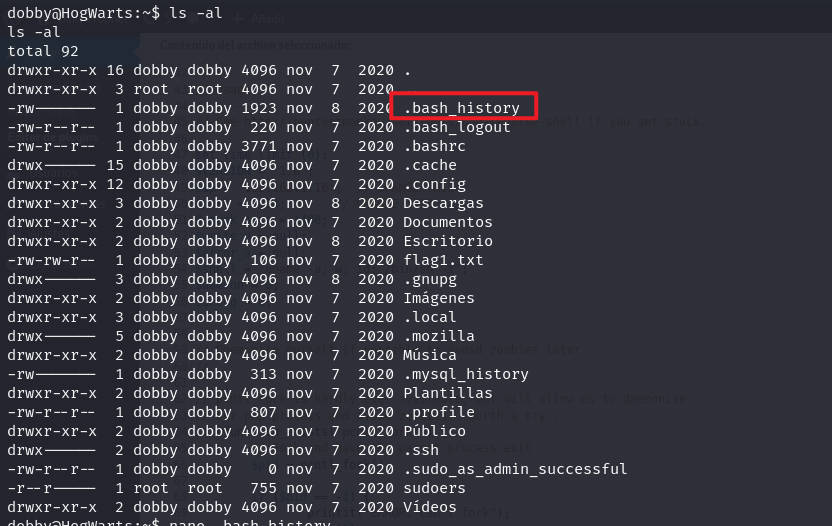 dobby@HogWarts:~$ ls -al
ls -al
total 92
drwxr-xr-x 16 dobby dobby 4096 nov  7  2020 .
drwxr-xr-x  3 root  root  4096 nov  7  2020
-rw-------  1 dobby dobby 1923 nov  8  2020 .bash_history
-rw-r--r--  1 dobby dobby  220 nov  7  2020 .bash_logout
-rw-r--r--  1 dobby dobby 3771 nov  7  2020 .bashrc
drwx------ 15 dobby dobby 4096 nov  7  2020 .cache
drwxr-xr-x 12 dobby dobby 4096 nov  7  2020 .config
drwxr-xr-x  3 dobby dobby 4096 nov  8  2020 Descargas
drwxr-xr-x  2 dobby dobby 4096 nov  7  2020 Documentos
drwxr-xr-x  2 dobby dobby 4096 nov  8  2020 Escritorio
-rw-rw-r--  1 dobby dobby  106 nov  7  2020 flag1.txt
drwx------  3 dobby dobby 4096 nov  8  2020 .gnupg
drwxr-xr-x  2 dobby dobby 4096 nov  7  2020 Imágenes
drwxr-xr-x  3 dobby dobby 4096 nov  7  2020 .local
drwx------  5 dobby dobby 4096 nov  7  2020 .mozilla
drwxr-xr-x  2 dobby dobby 4096 nov  7  2020 Música
-rw-------  1 dobby dobby  313 nov  7  2020 .mysql_history
drwxr-xr-x  2 dobby dobby 4096 nov  7  2020 Plantillas
-rw-r--r--  1 dobby dobby  807 nov  7  2020 .profile
drwxr-xr-x  2 dobby dobby 4096 nov  7  2020 Público
drwx------  2 dobby dobby 4096 nov  7  2020 .ssh
-rw-r--r--  1 dobby dobby    0 nov  7  2020 .sudo_as_admin_successful
-r--r-----  1 root  root   755 nov  7  2020 sudoers
drwxr-xr-x  2 dobby dobby 4096 nov  7  2020 Vídeos
dobby@HogWarts:~$ nano .bash_history